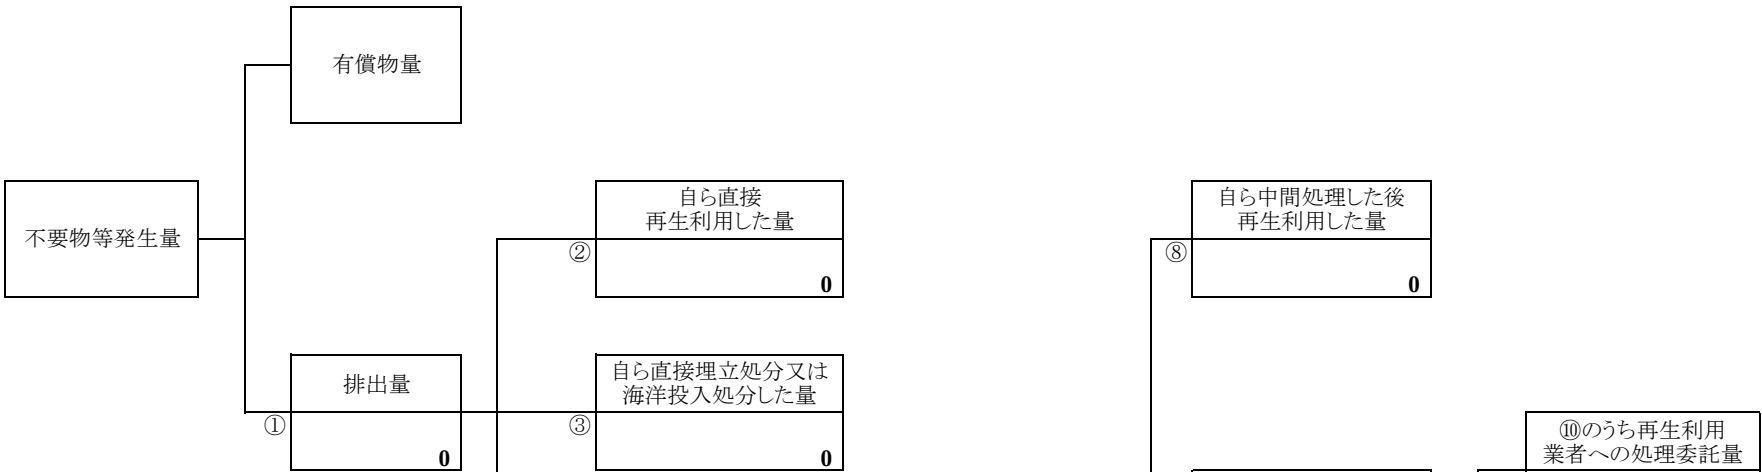 有償物量
不要物等発生量
自ら直接
再生利用した量
②
0
自ら中間処理した後
再生利用した量
⑧
0
排出量
①
0
自ら直接埋立処分又は
海洋投入処分した量
③
0
⑩のうち再生利用
業者への処理委託量